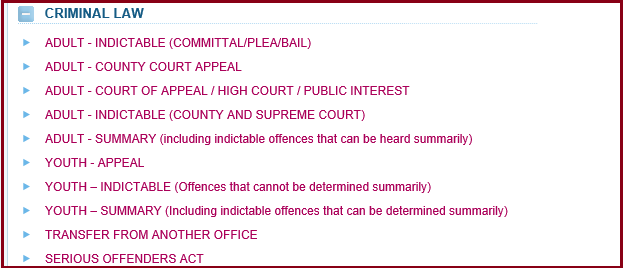 CRIMINAL LAW
ADULT - INDICTABLE (COMMITTAL/PLEA/BAIL)
ADULT - COUNTY COURT APPEAL
ADULT - COURT OF APPEAL / HIGH COURT / PUBLIC INTEREST
ADULT - INDICTABLE (COUNTY AND SUPREME COURT)
ADULT - SUMMARY (including indictable offences that can be heard summarily)
YOUTH - APPEAL
YOUTH – INDICTABLE (Offences that cannot be determined summarily)
YOUTH – SUMMARY (Including indictable offences that can be determined summarily)
TRANSFER FROM ANOTHER OFFICE
SERIOUS OFFENDERS ACT